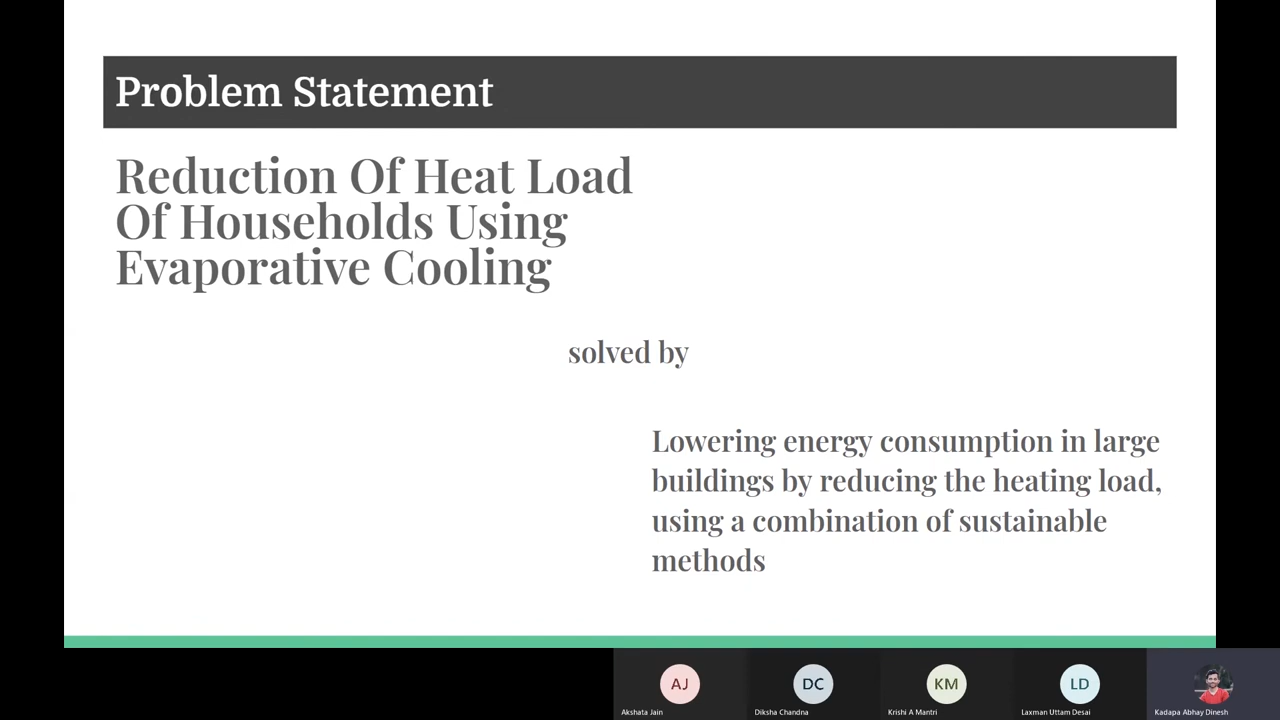 Problem Statement
Reduction Of Heat Load
Of Households Using
Evaporative Cooling
solved by
Lowering energy consumption in large
buildings by reducing the heating load,
using a combination of sustainable
methods
AJ
DC
KM
LD
Akshata Jain
Diksha Chandna
Krishi A Mantri
Laxman Uttam Desai
Kadapa Abhay Dinesh